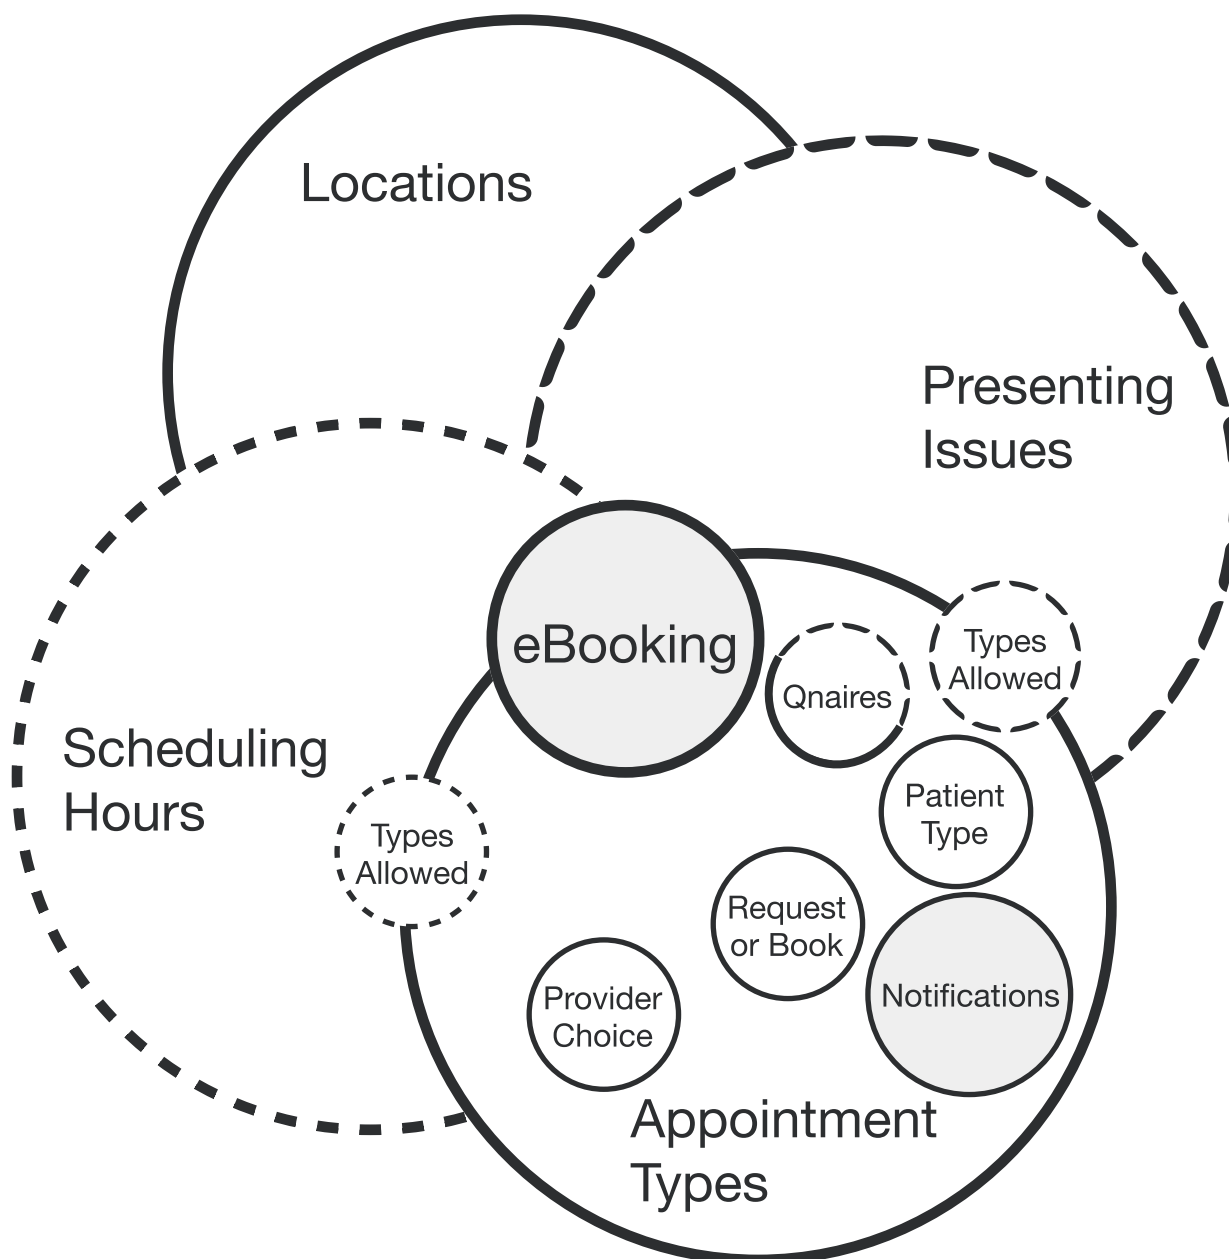 Locations
Presenting
Issues
eBooking
Types
Allowed
Qnaires
Scheduling
Hours
Patient
Type
Types
Allowed
Request
or Book
Notifications
Provider
Choice
Appointment
Types